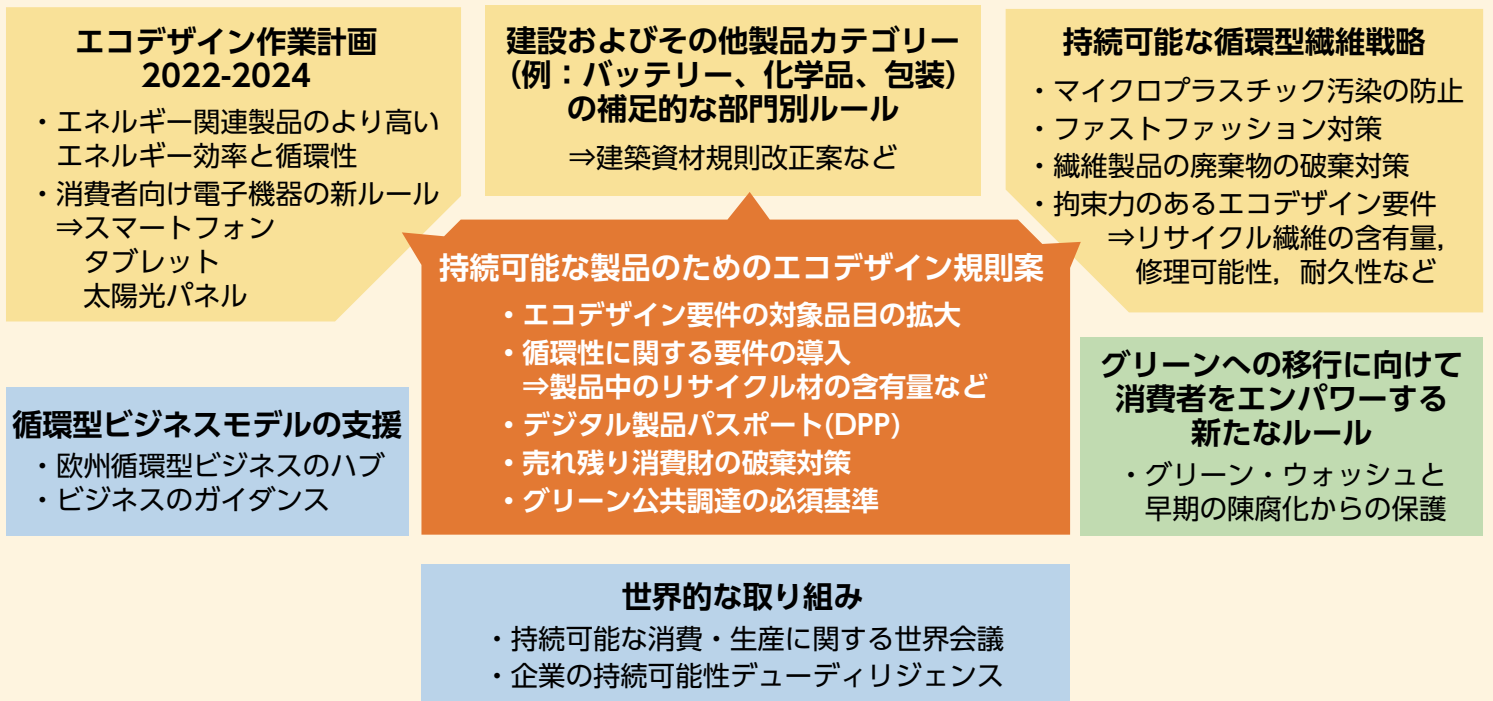 エコデザイン作業計画
2022-2024
・エネルギー関連製品のより高い
エネルギー効率と循環性
・消費者向け電子機器の新ルール
⇒スマートフォン
タブレット
太陽光パネル
建設およびその他製品カテゴリー
(例：バッテリー、化学品、包装)
の補足的な部門別ルール
⇒建築資材規則改正案など
持続可能な循環型繊維戦略
・マイクロプラスチック汚染の防止
・ファストファッション対策
・繊維製品の廃棄物の破棄対策
・拘束力のあるエコデザイン要件
⇒リサイクル繊維の含有量，
修理可能性，耐久性など
持続可能な製品のためのエコデザイン規則案
・エコデザイン要件の対象品目の拡大
・循環性に関する要件の導入
⇒製品中のリサイクル材の含有量など
・デジタル製品パスポート(DPP)
・売れ残り消費財の破棄対策
・グリーン公共調達の必須基準
循環型ビジネスモデルの支援
・欧州循環型ビジネスのハブ
・ビジネスのガイダンス
グリーンへの移行に向けて
消費者をエンパワーする
新たなルール
・グリーン・ウォッシュと
早期の陳腐化からの保護
世界的な取り組み
・持続可能な消費・生産に関する世界会議
・企業の持続可能性デューディリジェンス